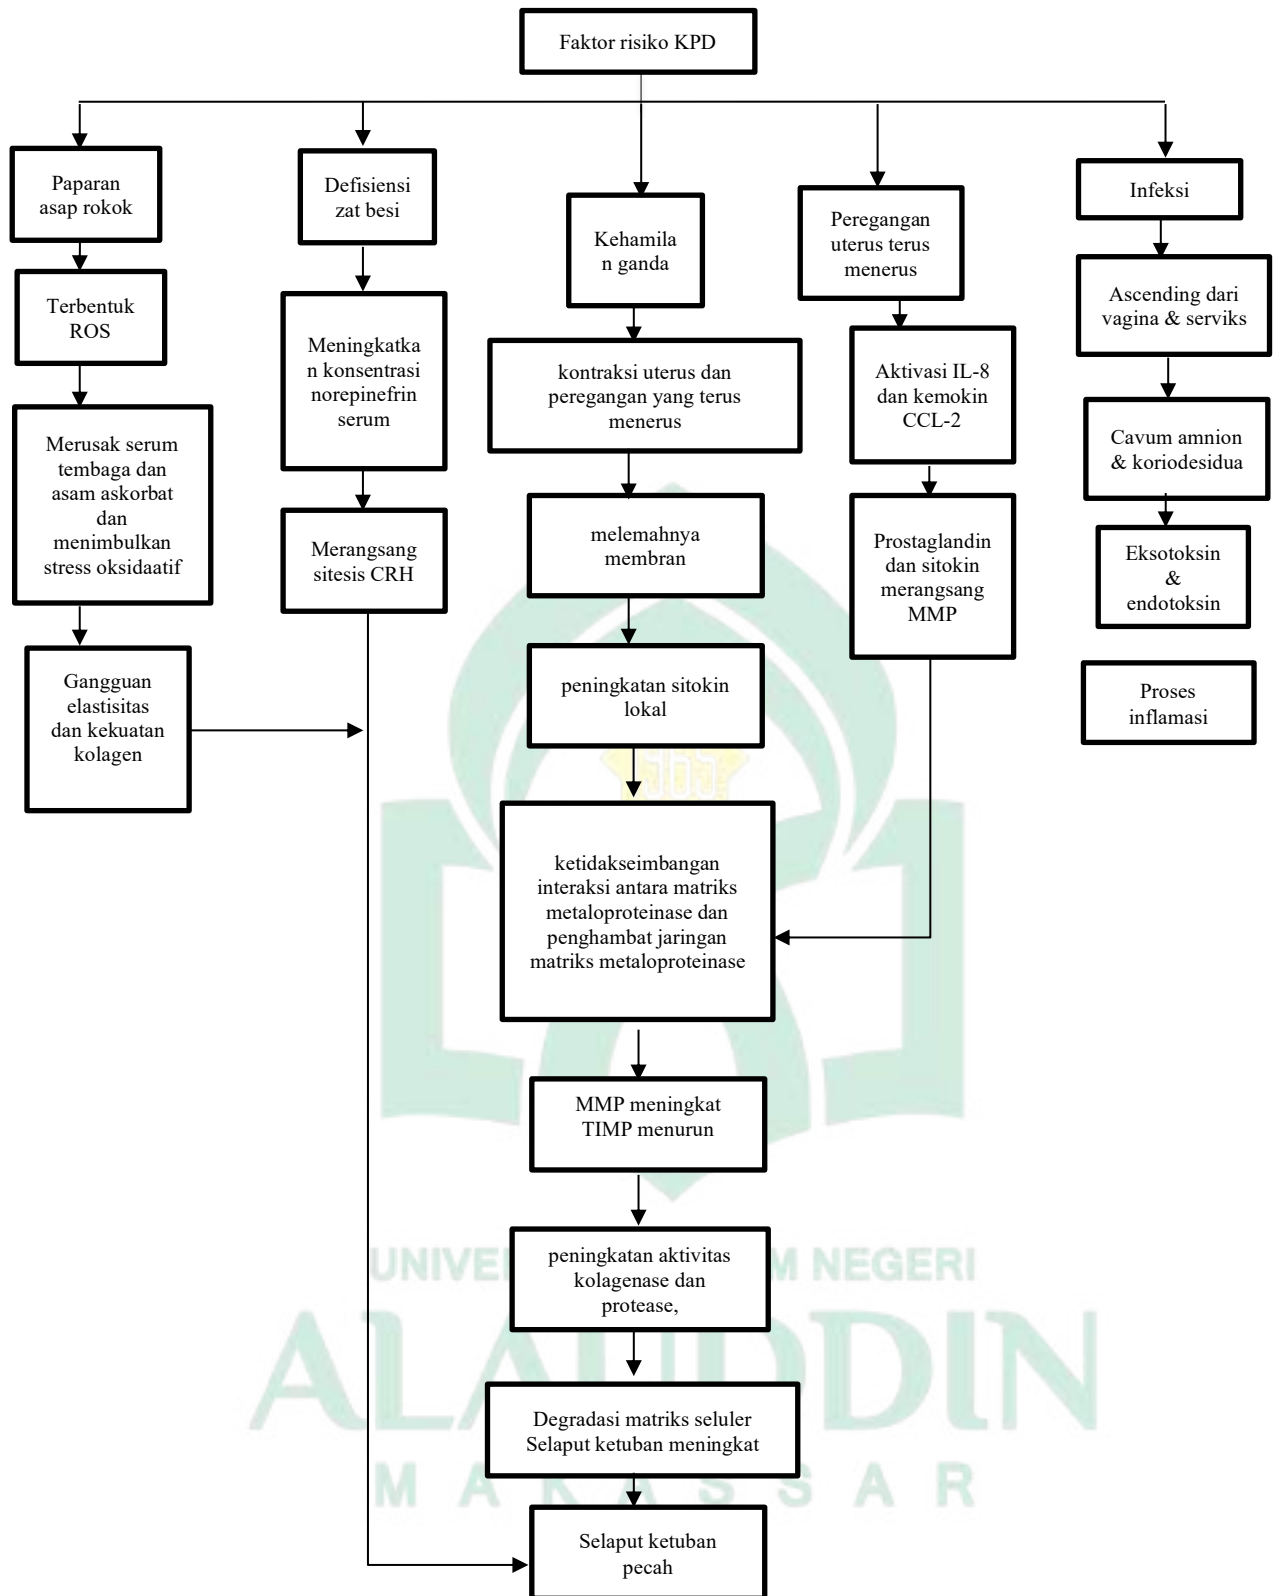 Faktor risiko KPD
Paparan
asap rokok
Terbentuk
ROS
Merusak serum
tembaga dan
asam askorbat
dan
menimbulkan
stress oksidaatif
Gangguan
elastisitas
dan kekuatan
kolagen
Defisiensi
zat besi
Meningkatka
n konsentrasi
norepinefrin
serum
Merangsang
sitesis CRH
Kehamila
n ganda
kontraksi uterus dan
peregangan yang terus
menerus
melemahnya
membran
peningkatan sitokin
lokal
ketidakseimbangan
interaksi antara matriks
metaloproteinase dan
penghambat jaringan
matriks metaloproteinase
MMP meningkat
TIMP menurun
peningkatan aktivitas
kolagenase dan
protease,
Degradasi matriks seluler
Selaput ketuban meningkat
Selaput ketuban
pecah
Peregangan
uterus terus
menerus
Aktivasi IL-8
dan kemokin
CCL-2
Prostaglandin
dan sitokin
merangsang
MMP
Infeksi
Ascending dari
vagina & serviks
Cavum amnion
& koriodesidua
Eksotoksin
&
endotoksin
Proses
inflamasi
NEGERI
ALAUDDIN
MAKASSAR